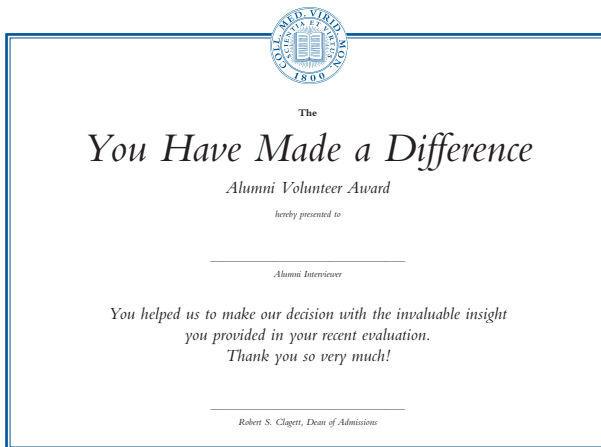 COLL. MED. VIRID. MON.
SCIENTIA ET VIRTUS
1800
The
You Have Made a Difference
Alumni Volunteer Award
hereby presented to
Alumni Interviewer
You helped us to make our decision with the invaluable insight
you provided in your recent evaluation.
Thank you so very much!
Robert S. Clagett, Dean of Admissions